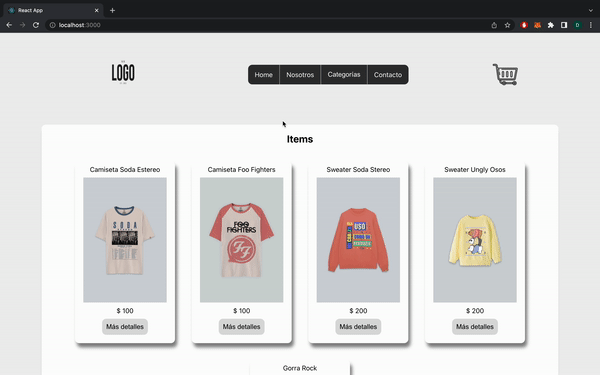 React App
localhost:3000
D
LOGO
Home
Nosotros
Categorías
Contacto
Items
Camiseta Soda Estereo
Camiseta Foo Fighters
Sweater Soda Stereo
Sweater Ungly Osos
SODA
FOO
FIGHTERS
FF
$ 100
$ 100
$ 200
$ 200
Más detalles
Más detalles
Más detalles
Más detalles
Gorra Rock